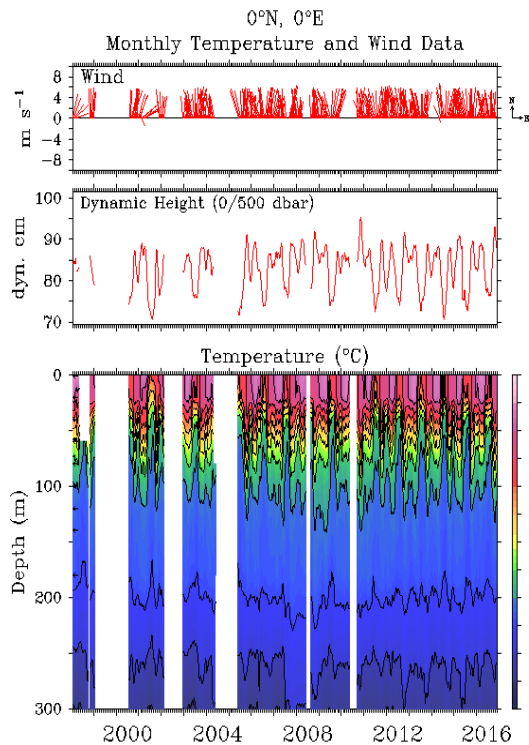 0°N, 0°E
Monthly Temperature and Wind Data
Wind
8
4
0
-4
-8
m s⁻¹
N
E
Dynamic Height (0/500 dbar)
100
90
80
70
dyn. cm
Temperature (°C)
0
100
200
300
Depth (m)
2000 2004 2008 2012 2016